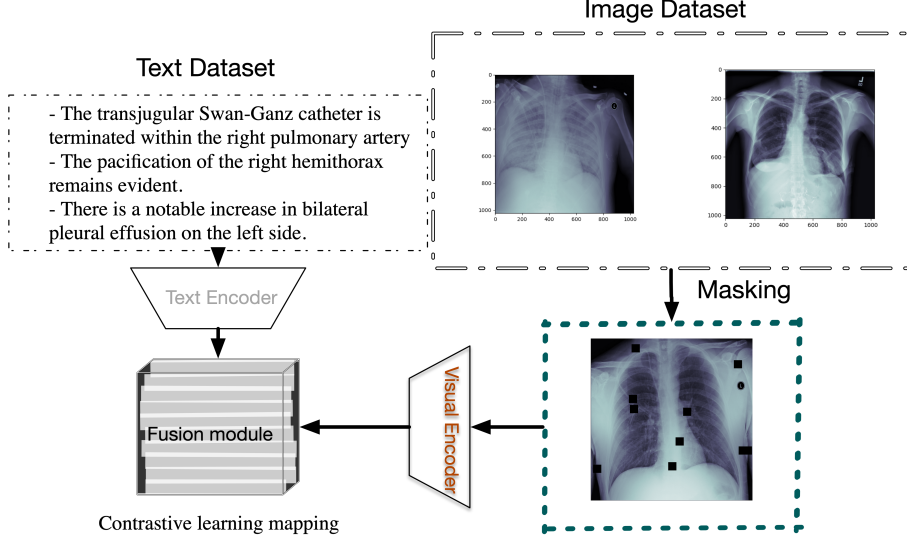 Image Dataset
Text Dataset
- The transjugular Swan-Ganz catheter is
terminated within the right pulmonary artery
- The pacification of the right hemithorax
remains evident.
- There is a notable increase in bilateral
pleural effusion on the left side.
0
200
400
600
800
1000
0 200 400 600 800 1000
0
200
400
600
800
1000
0 200 400 600 800 1000
L
Text Encoder
Masking
Visual Encoder
Fusion module
Contrastive learning mapping